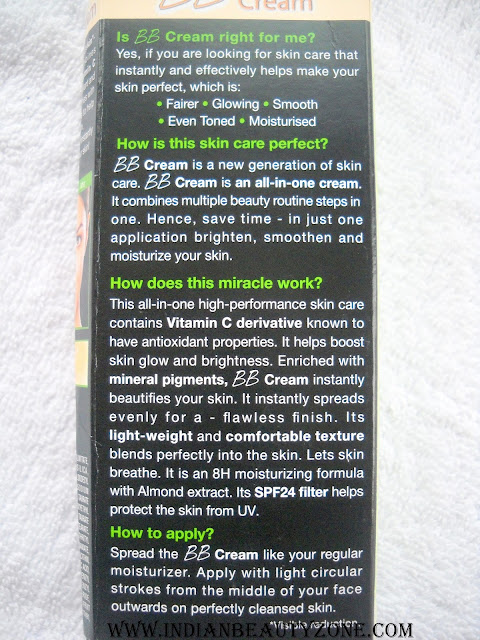 BB Cream
Is BB Cream right for me?
Yes, if you are looking for skin care that
instantly and effectively helps make your
skin perfect, which is:
• Fairer • Glowing • Smooth
• Even Toned • Moisturised
How is this skin care perfect?
BB Cream is a new generation of skin
care. BB Cream is an all-in-one cream.
It combines multiple beauty routine steps in
one. Hence, save time - in just one
application brighten, smoothen and
moisturize your skin.
How does this miracle work?
This all-in-one high-performance skin care
contains Vitamin C derivative known to
have antioxidant properties. It helps boost
skin glow and brightness. Enriched with
mineral pigments, BB Cream instantly
beautifies your skin. It instantly spreads
evenly for a - flawless finish. Its
light-weight and comfortable texture
blends perfectly into the skin. Lets skin
breathe. It is an 8H moisturizing formula
with Almond extract. Its SPF24 filter helps
protect the skin from UV.
How to apply?
Spread the BB Cream like your regular
moisturizer. Apply with light circular
strokes from the middle of your face
outwards on perfectly cleansed skin.
*Visible reduction.
WWW.INDIANBEAUTYZONE.COM